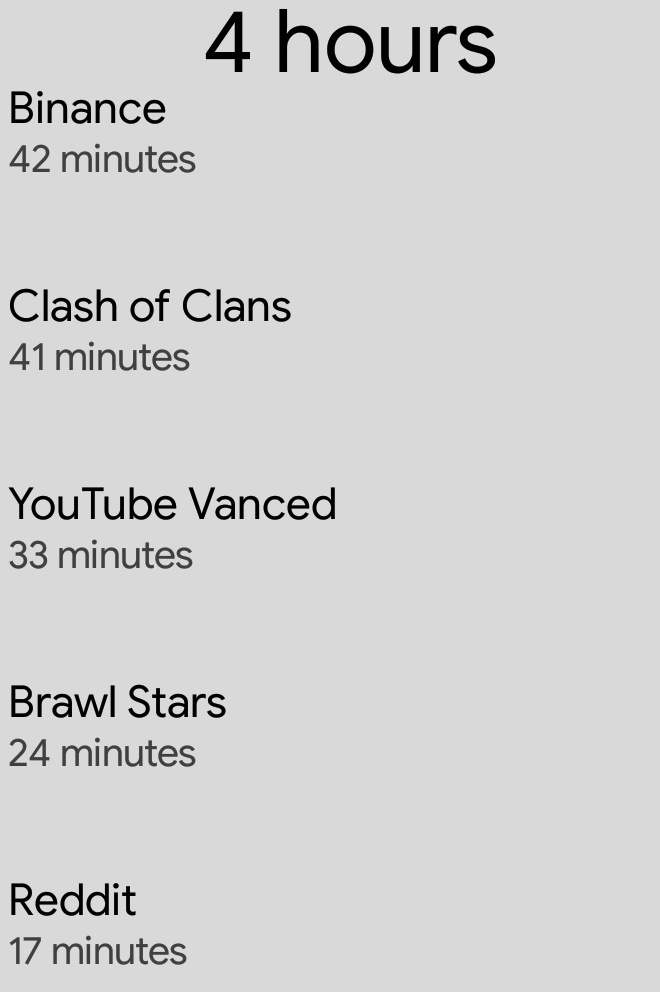 4 hours
Binance
42 minutes
Clash of Clans
41 minutes
YouTube Vanced
33 minutes
Brawl Stars
24 minutes
Reddit
17 minutes